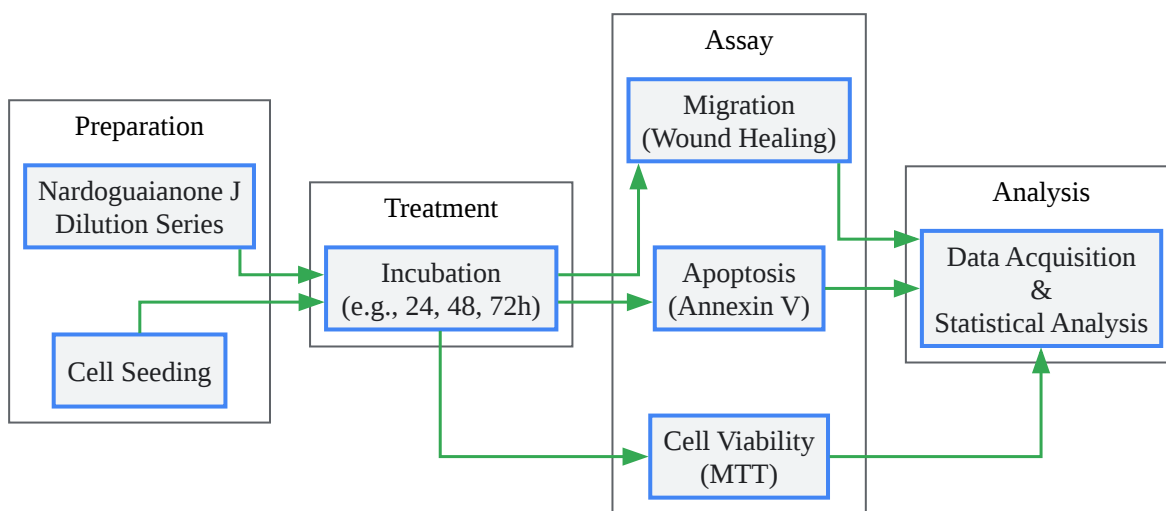 Preparation
Nardoguaianone J
Dilution Series
Cell Seeding
Treatment
Incubation
(e.g., 24, 48, 72h)
Assay
Migration
(Wound Healing)
Apoptosis
(Annexin V)
Cell Viability
(MTT)
Analysis
Data Acquisition
&
Statistical Analysis